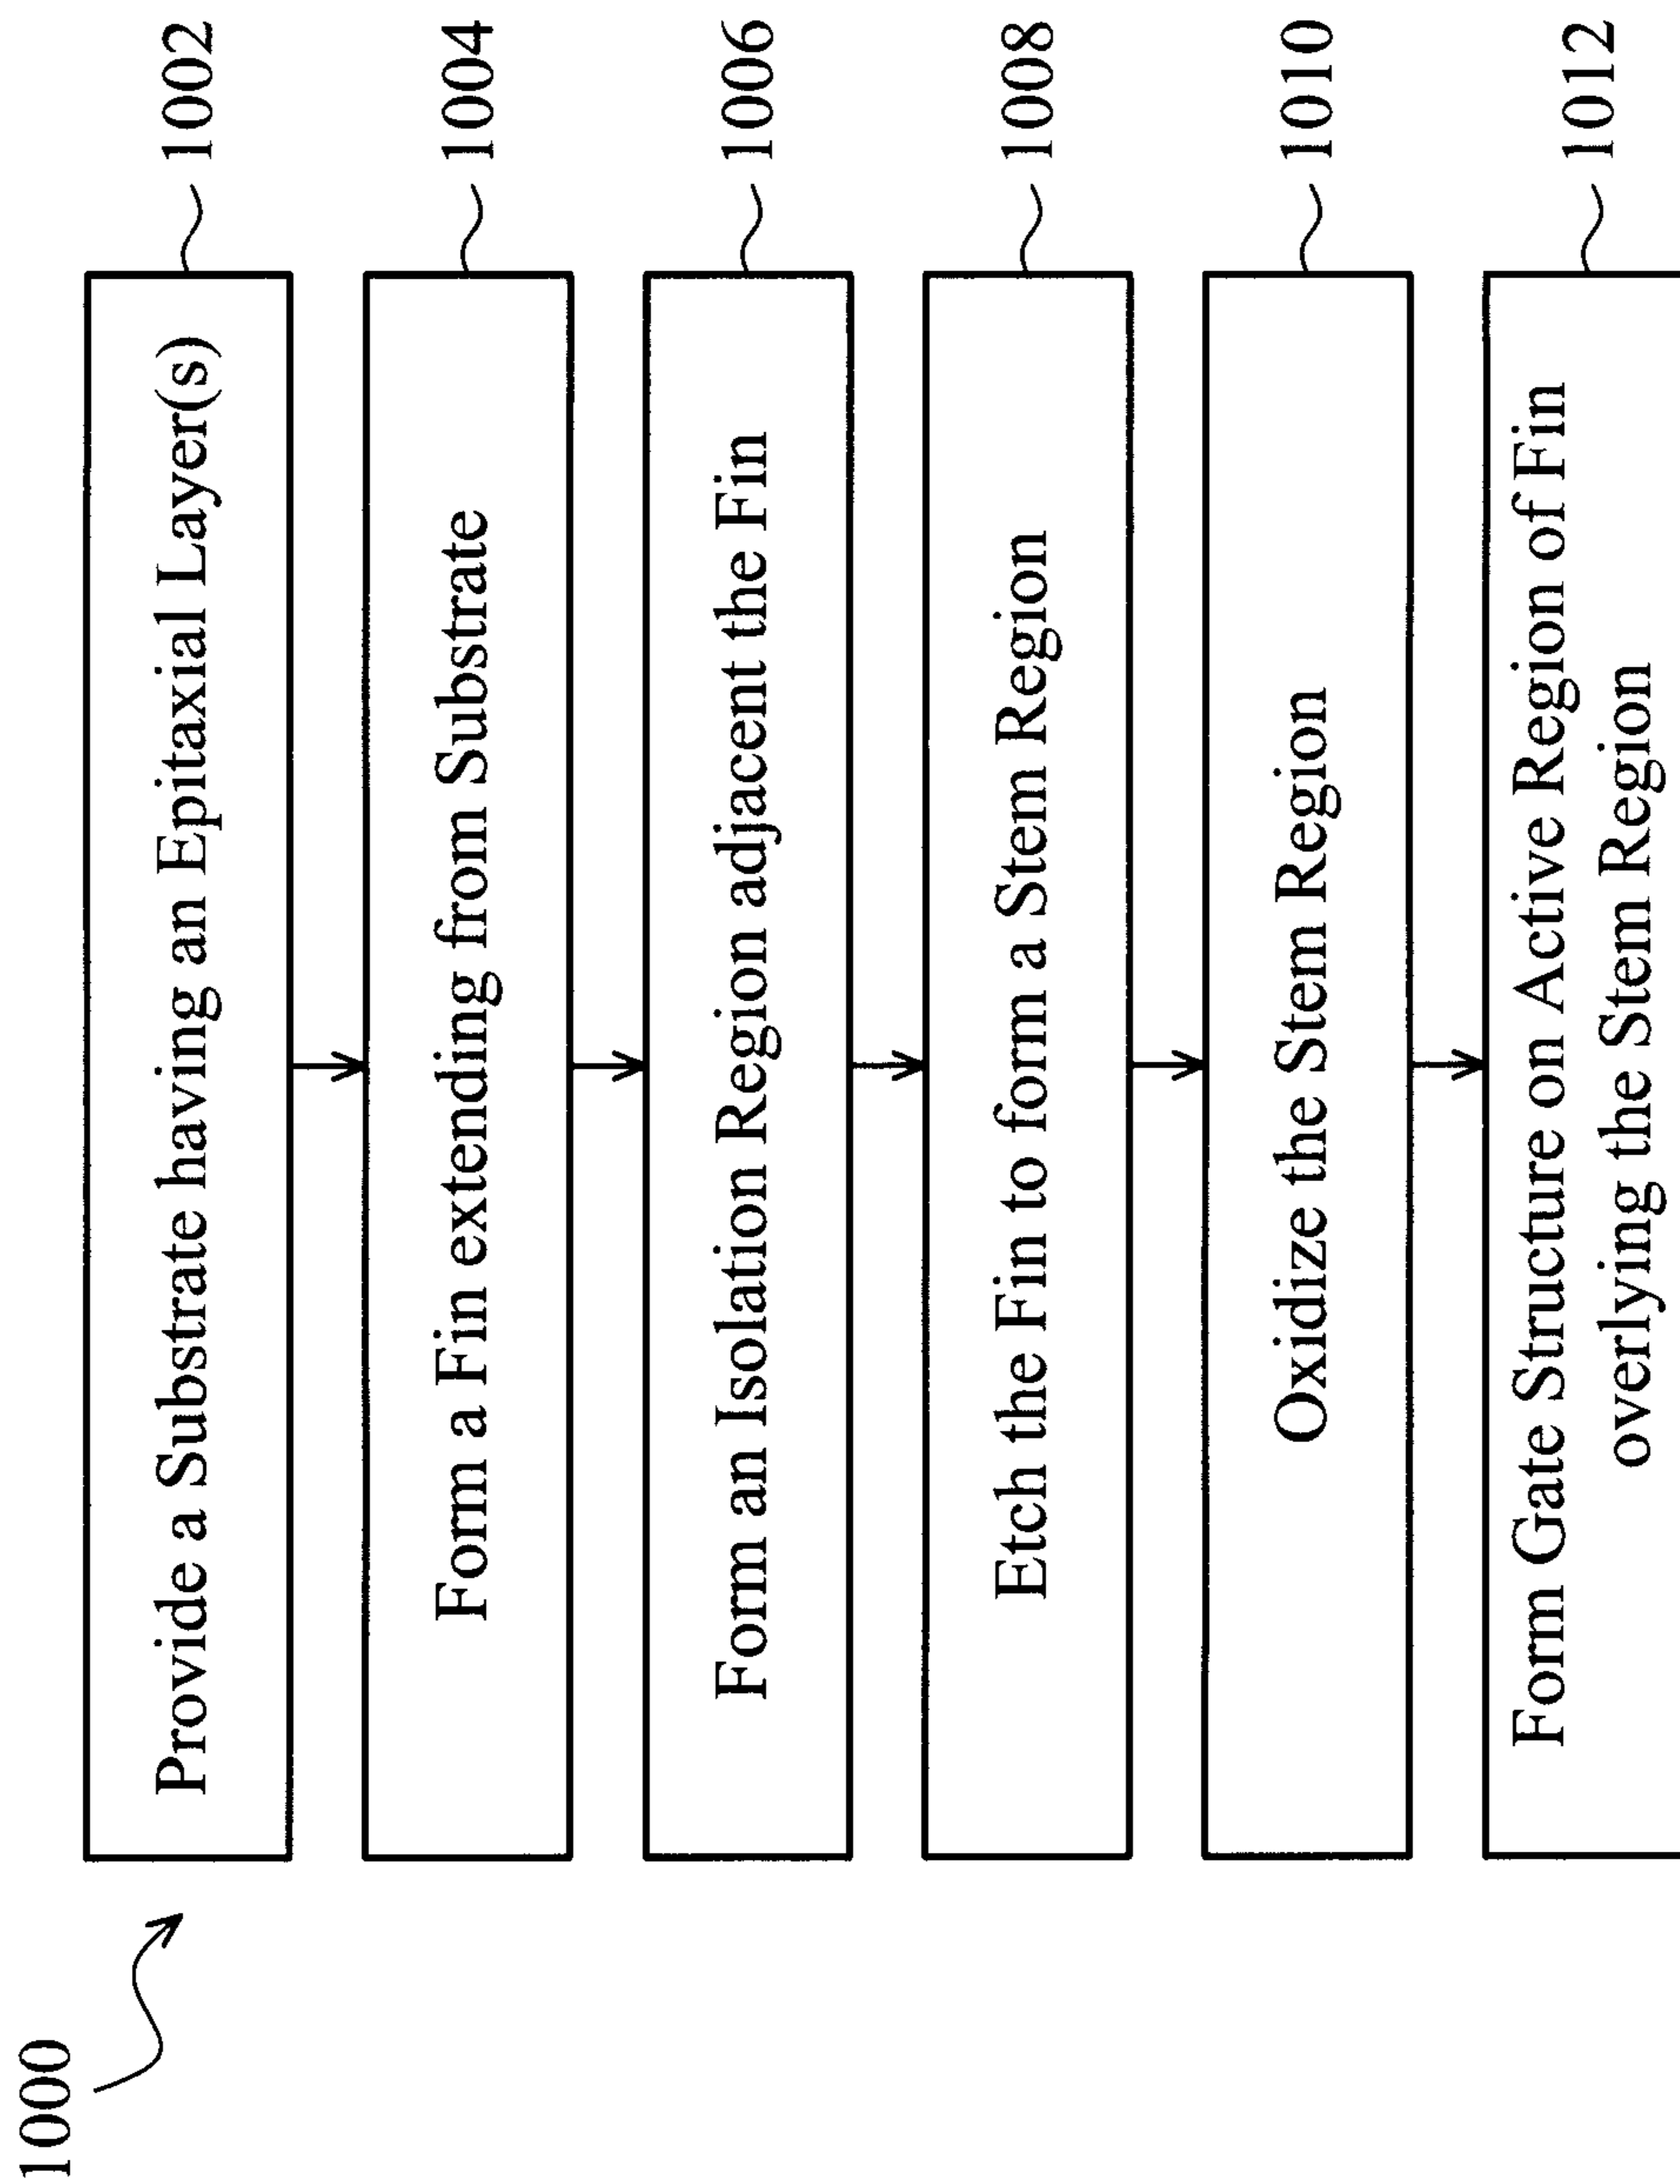 1000
Provide a Substrate having an Epitaxial Layer(s)
1002
Form a Fin extending from Substrate
1004
Form an Isolation Region adjacent the Fin
1006
Etch the Fin to form a Stem Region
1008
Oxidize the Stem Region
1010
Form Gate Structure on Active Region of Fin
overlying the Stem Region
1012